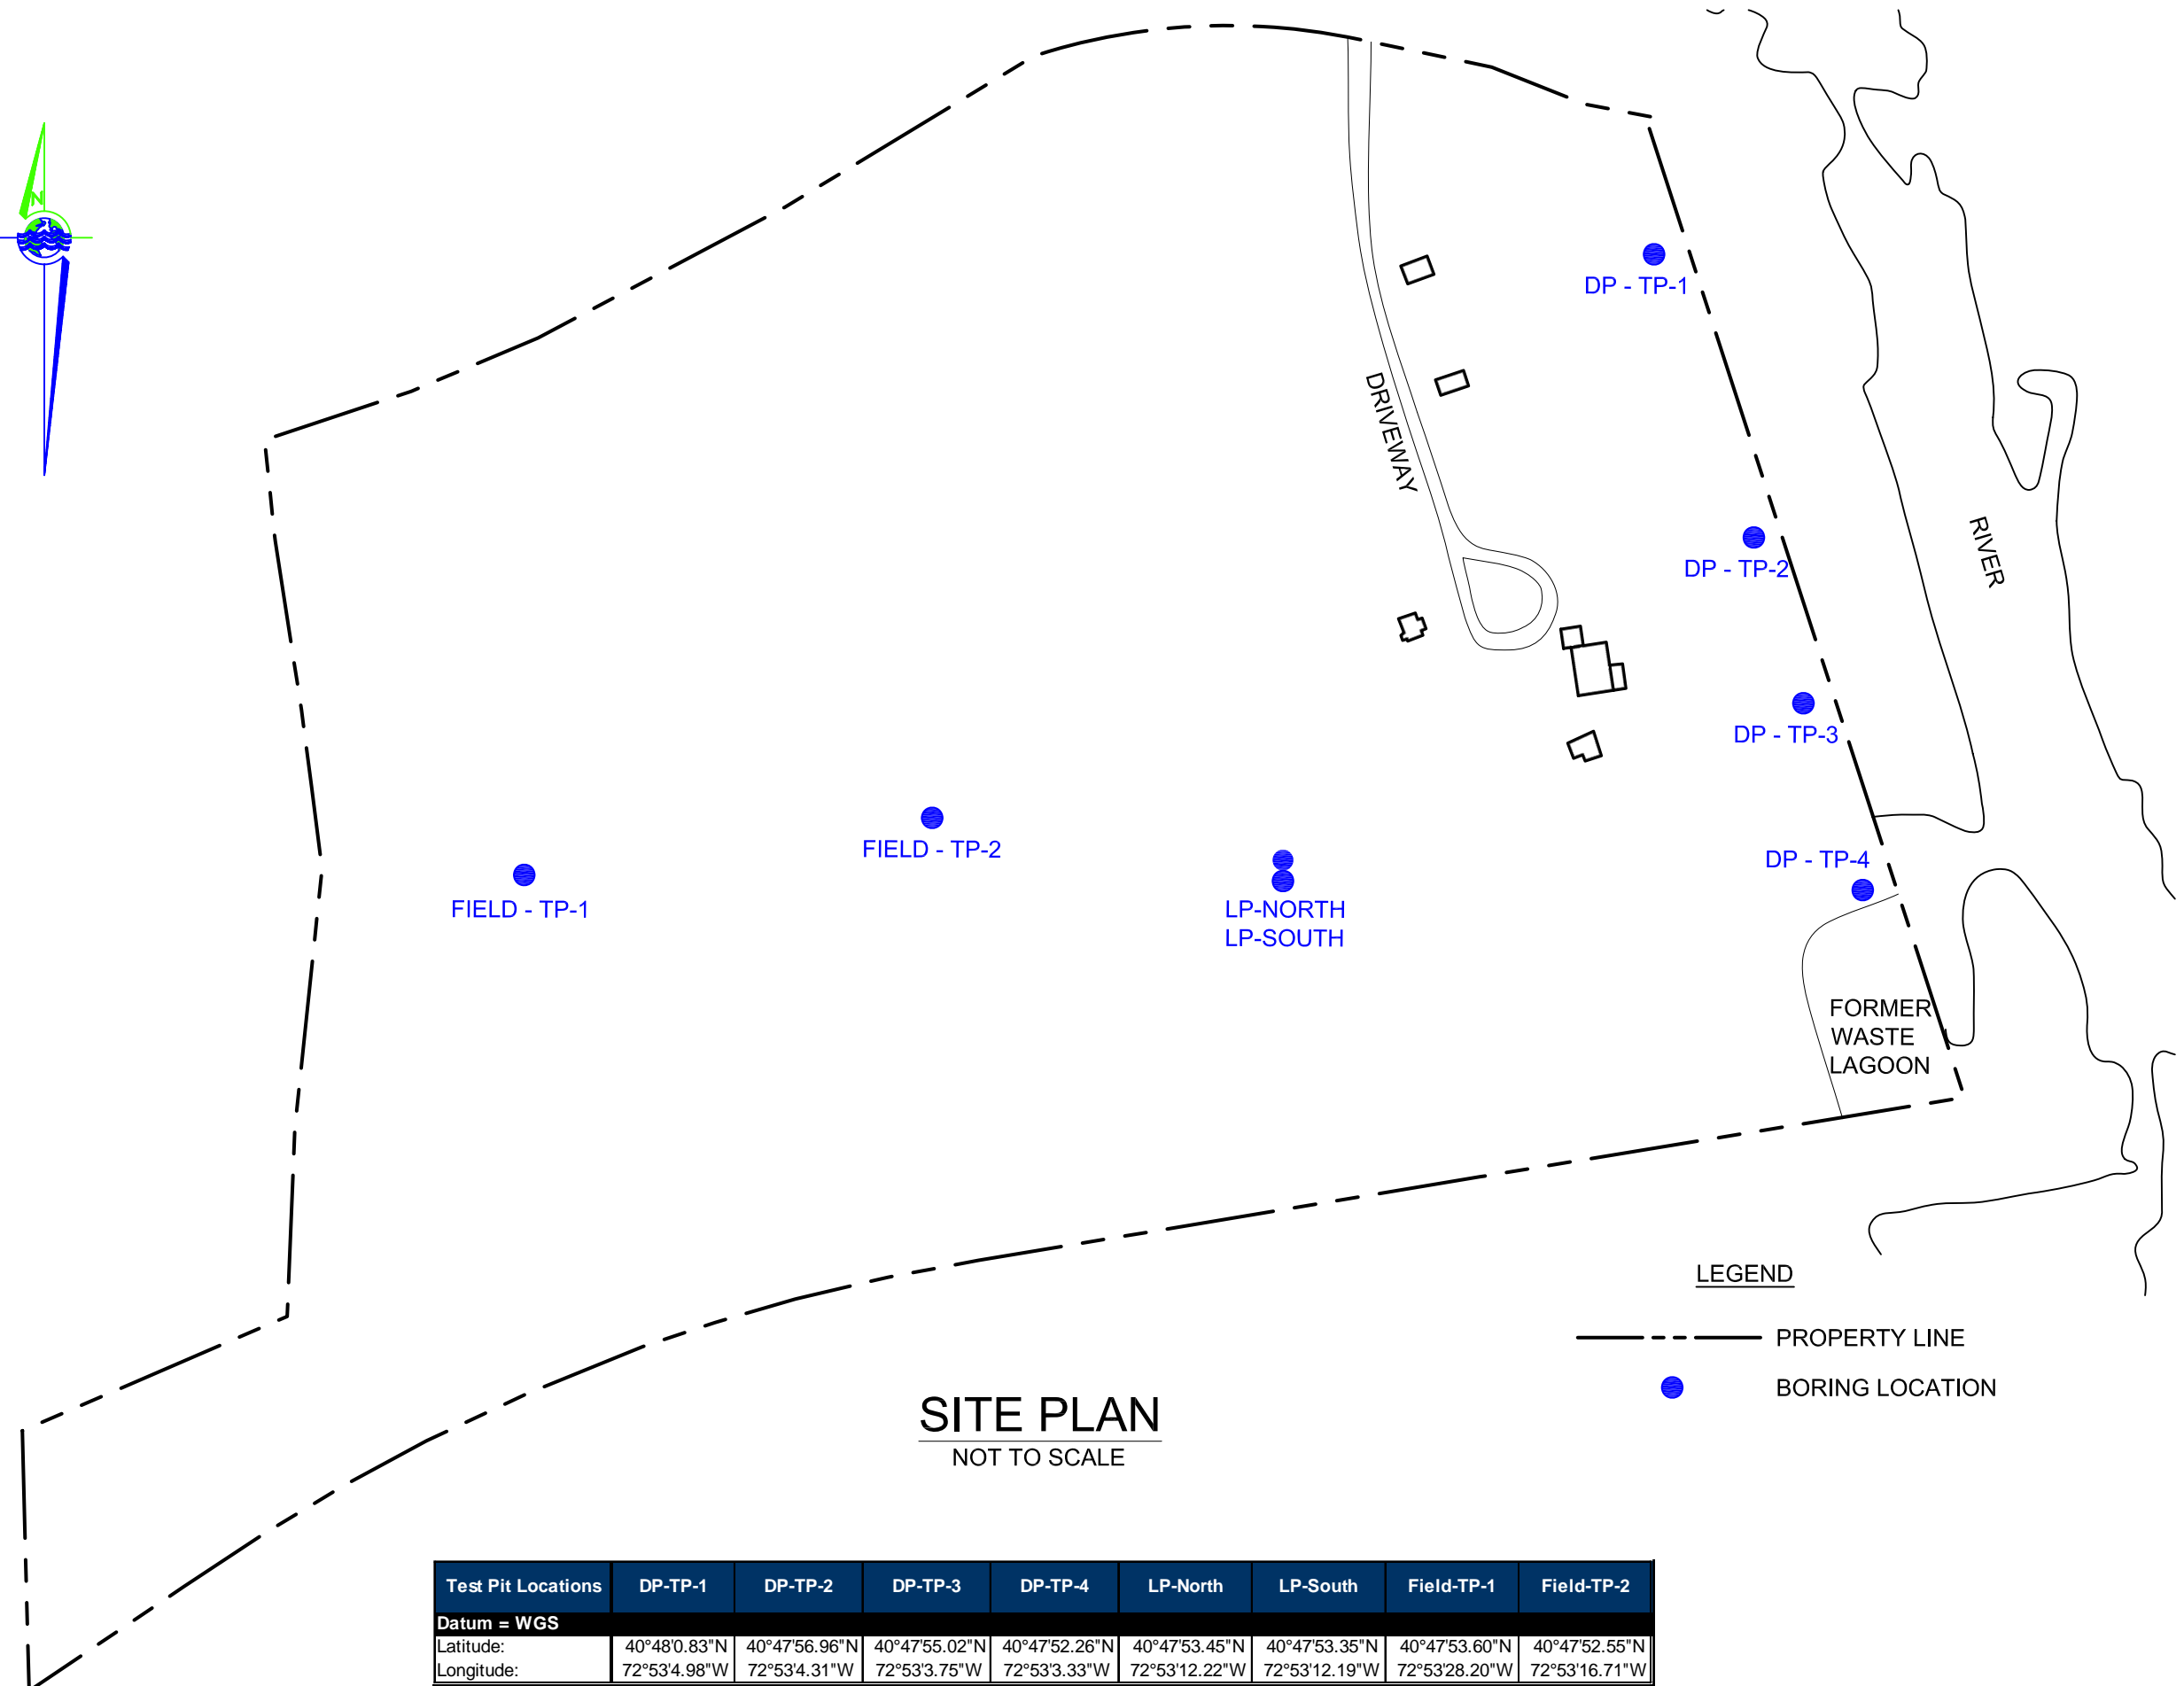 N
DP - TP-1
DRIVEWAY
DP - TP-2
RIVER
DP - TP-3
FIELD - TP-2
DP - TP-4
FIELD - TP-1
LP-NORTH
LP-SOUTH
FORMER
WASTE
LAGOON
LEGEND
PROPERTY LINE
BORING LOCATION
SITE PLAN
NOT TO SCALE
Test Pit Locations DP-TP-1 DP-TP-2 DP-TP-3 DP-TP-4 LP-North LP-South Field-TP-1 Field-TP-2
Datum = WGS
Latitude: 40°48'0.83"N 40°47'56.96"N 40°47'55.02"N 40°47'52.26"N 40°47'53.45"N 40°47'53.35"N 40°47'53.60"N 40°47'52.55"N
Longitude: 72°53'4.98"W 72°53'4.31"W 72°53'3.75"W 72°53'3.33"W 72°53'12.22"W 72°53'12.19"W 72°53'28.20"W 72°53'16.71"W